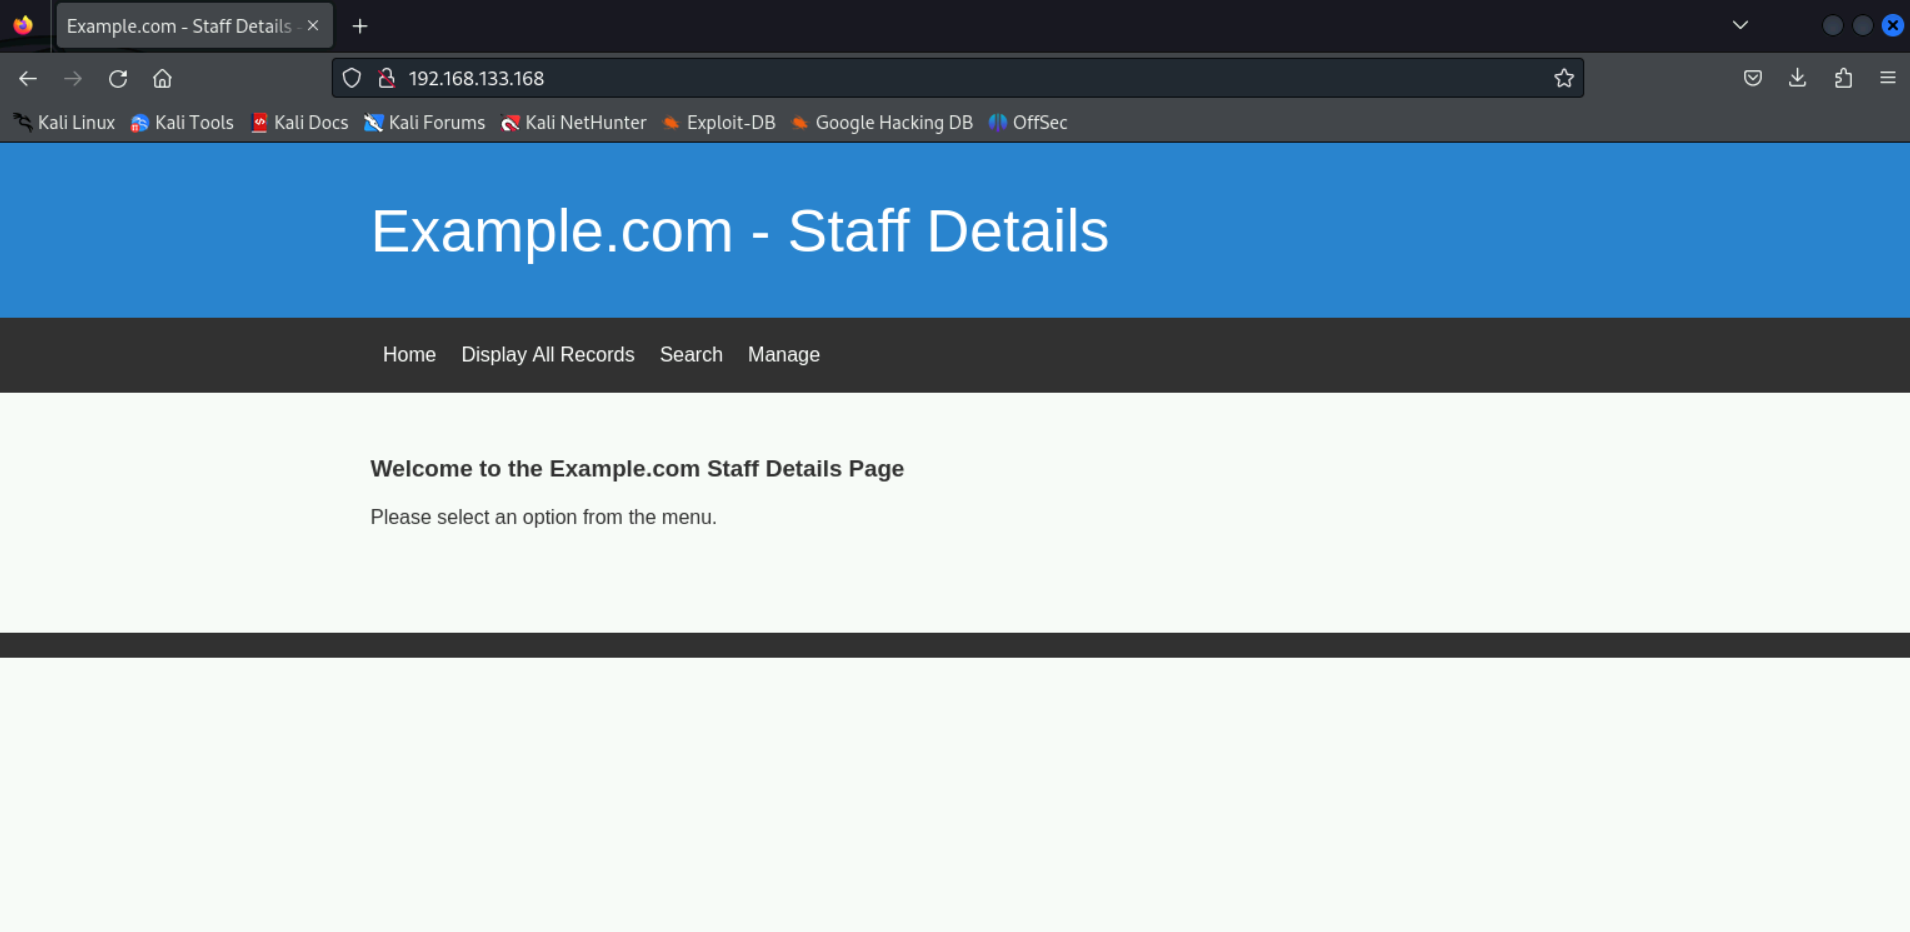 Example.com - Staff Details -
192.168.133.168
Kali Linux Kali Tools Kali Docs Kali Forums Kali NetHunter Exploit-DB Google Hacking DB OffSec
Example.com - Staff Details
Home Display All Records Search Manage
Welcome to the Example.com Staff Details Page
Please select an option from the menu.